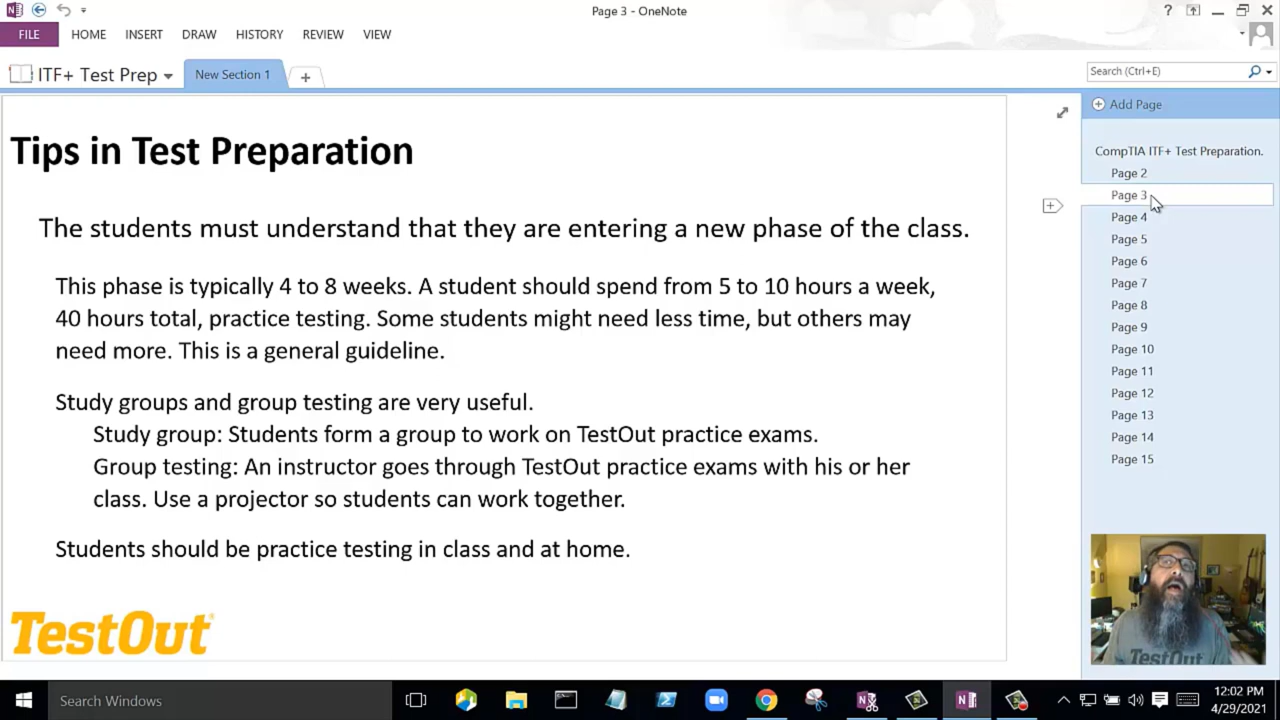 Page 3 - OneNote
?
FILE HOME INSERT DRAW HISTORY REVIEW VIEW
ITF+ Test Prep
New Section 1
Search (Ctrl+E)
Add Page
Tips in Test Preparation
The students must understand that they are entering a new phase of the class.
This phase is typically 4 to 8 weeks. A student should spend from 5 to 10 hours a week,
40 hours total, practice testing. Some students might need less time, but others may
need more. This is a general guideline.
Study groups and group testing are very useful.
Study group: Students form a group to work on TestOut practice exams.
Group testing: An instructor goes through TestOut practice exams with his or her
class. Use a projector so students can work together.
Students should be practice testing in class and at home.
TestOut
CompTIA ITF+ Test Preparation.
Page 2
Page 3
Page 4
Page 5
Page 6
Page 7
Page 8
Page 9
Page 10
Page 11
Page 12
Page 13
Page 14
Page 15
TestOut
Search Windows
12:02 PM
4/29/2021